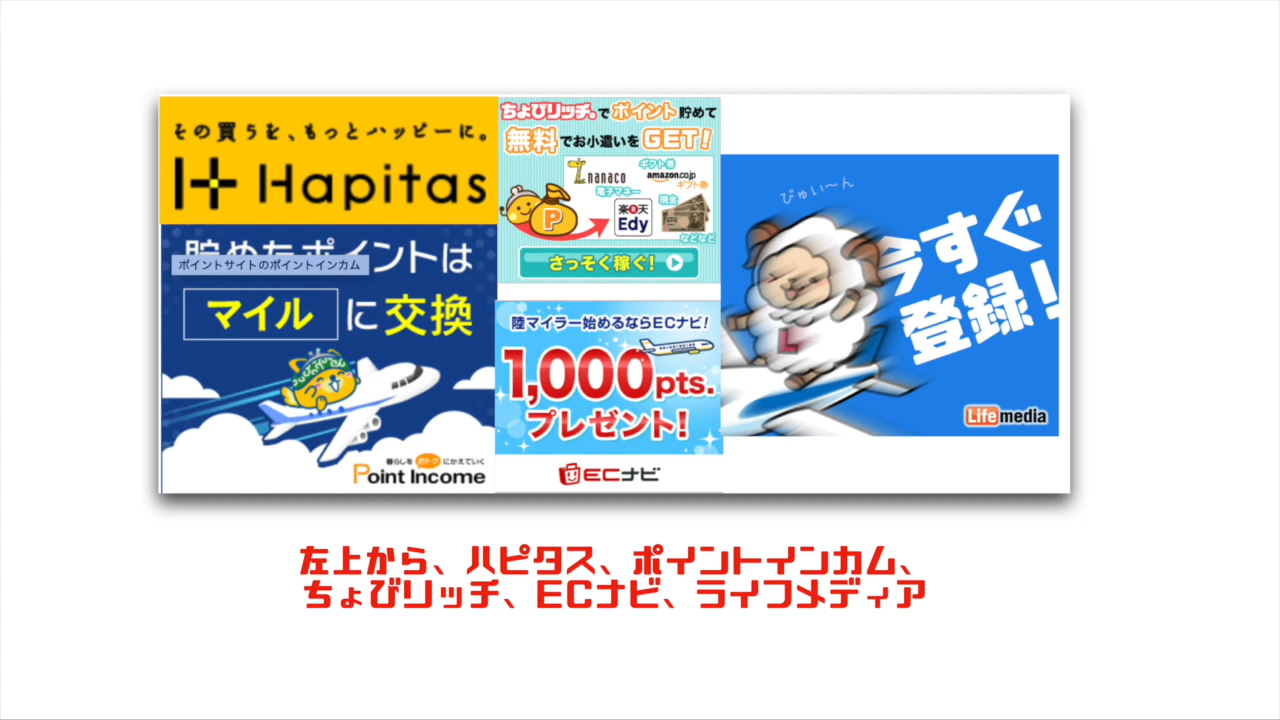 その買うを、もっとハッピーに。
Hapitas
貯めたポイントは
ポイントサイトのポイントインカム
マイルに交換
暮らしをおトクにかえていく
Point Income
ちょびリッチ。でポイント貯めて
無料でお小遣いをGET!
nanaco
電子マネー
ギフト券
amazon.co.jp
ギフト券
楽天
Edy
現金
などなど
P
さっそく稼ぐ!
陸マイラー始めるならECナビ!
1,000pts.
プレゼント!
ECナビ
びゅい〜ん
今すぐ
登録!
L
Lifemedia
左上から、ハピタス、ポイントインカム、
ちょびリッチ、ECナビ、ライフメディア